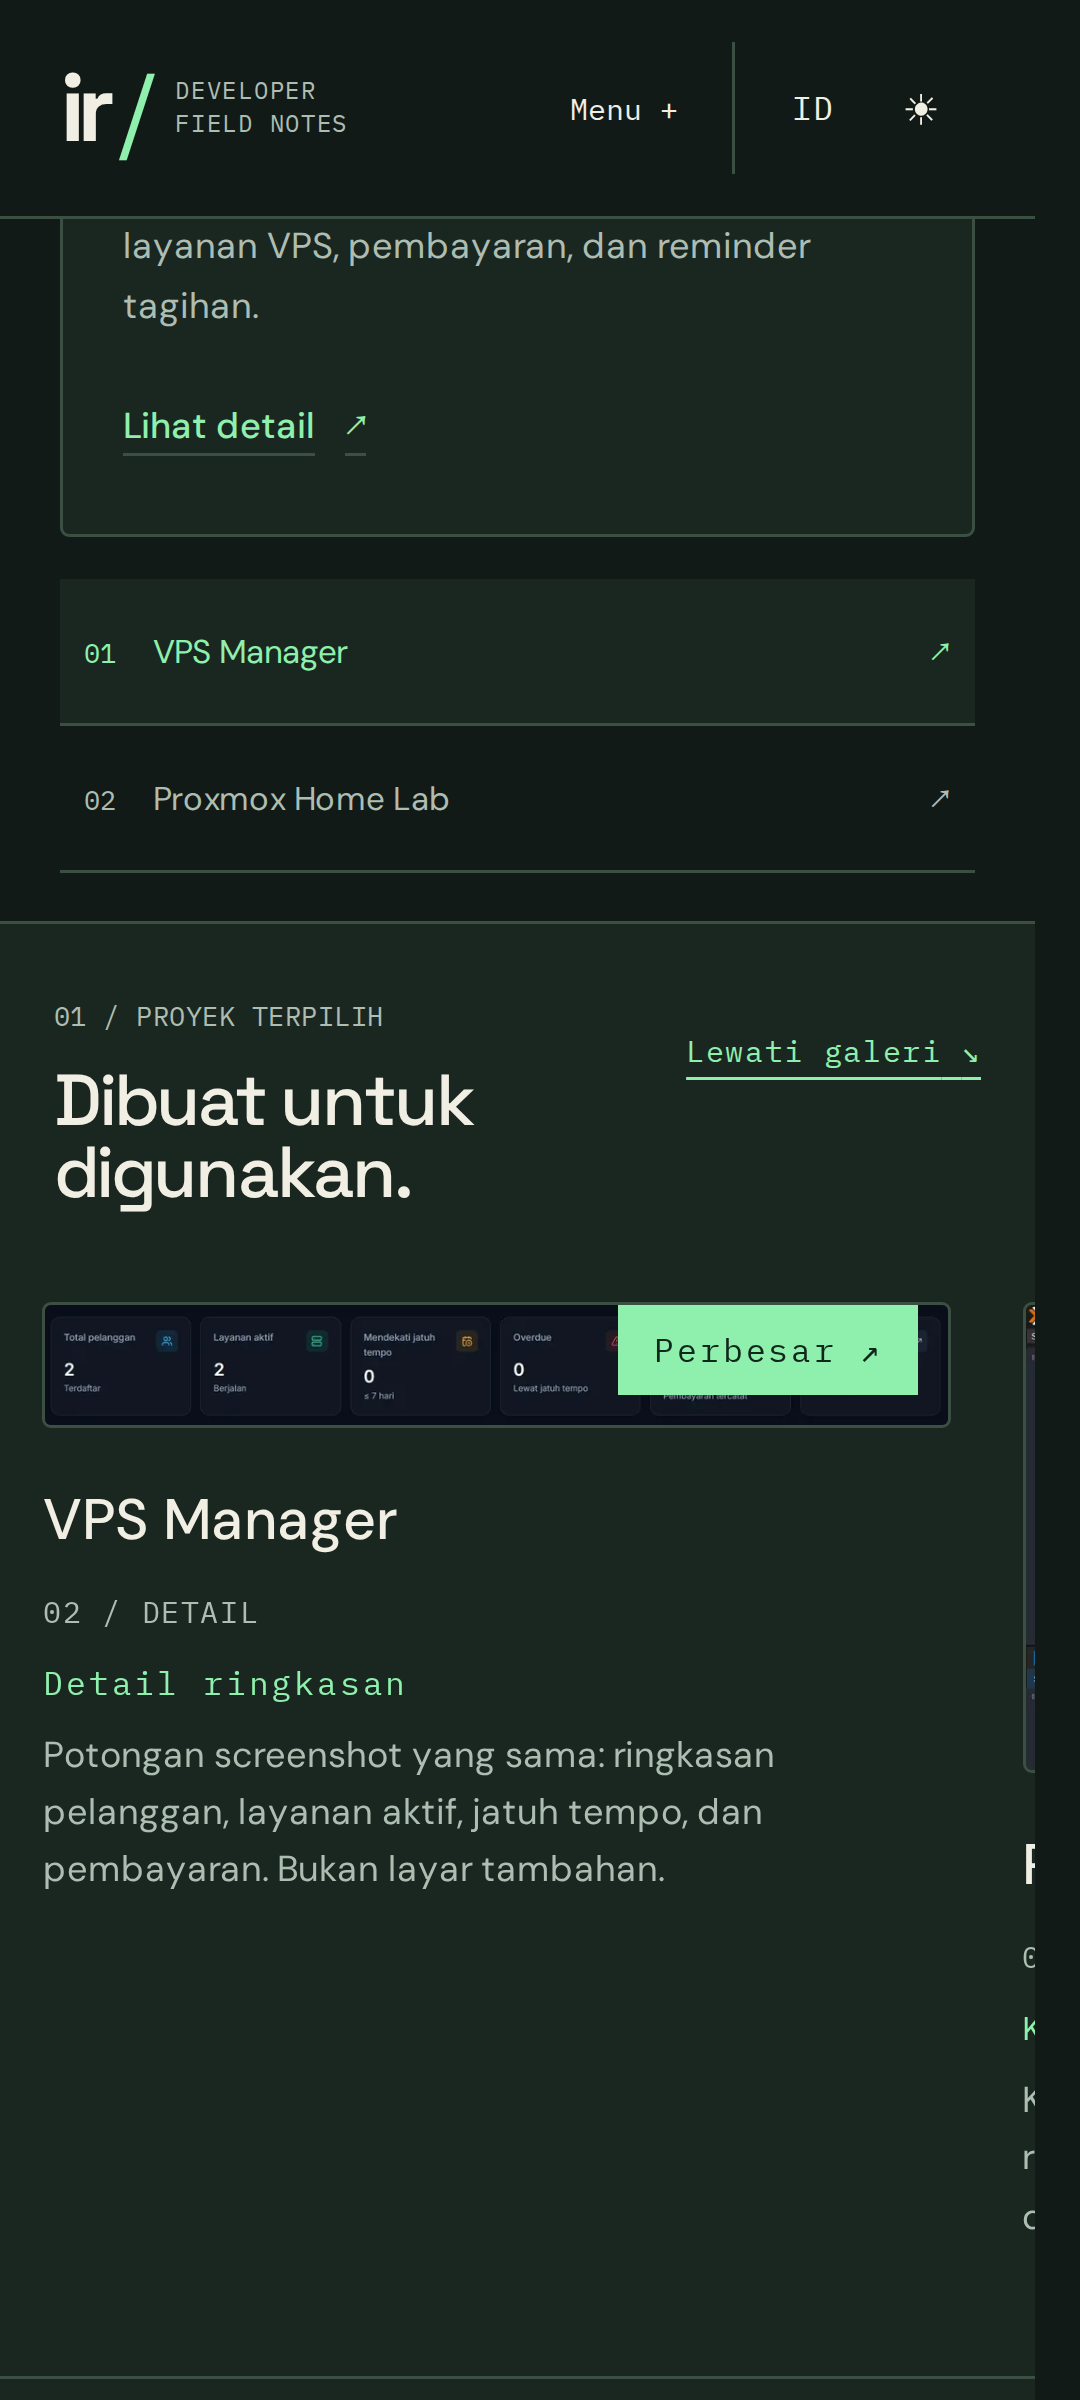 ir/
DEVELOPER
FIELD NOTES
Menu +
ID
layanan VPS, pembayaran, dan reminder
tagihan.
Lihat detail ↗
01 VPS Manager ↗
02 Proxmox Home Lab ↗
01 / PROYEK TERPILIH
Lewati galeri ↘
Dibuat untuk
digunakan.
Total pelanggan
2
Terdaftar
Layanan aktif
2
Berjalan
Mendekati jatuh
tempo
0
≤ 7 hari
Overdue
0
Lewat jatuh tempo
Perbesar ↗
Pembayaran tercatat
VPS Manager
02 / DETAIL
Detail ringkasan
Potongan screenshot yang sama: ringkasan
pelanggan, layanan aktif, jatuh tempo, dan
pembayaran. Bukan layar tambahan.